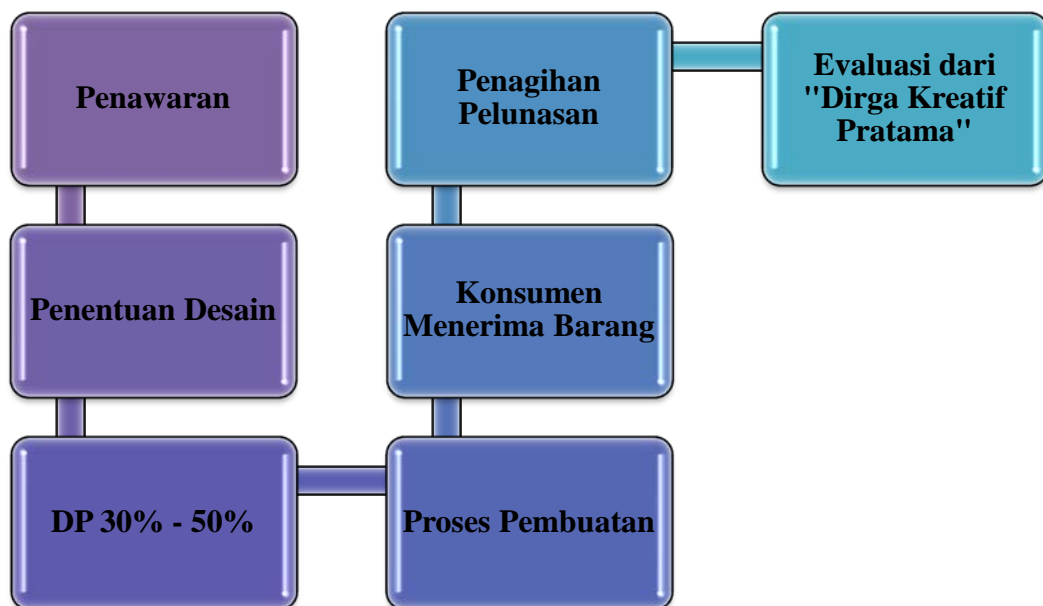 Penawaran
Penentuan Desain
DP 30% - 50%
Proses Pembuatan
Konsumen
Menerima Barang
Penagihan
Pelunasan
Evaluasi dari
"Dirga Kreatif
Pratama"